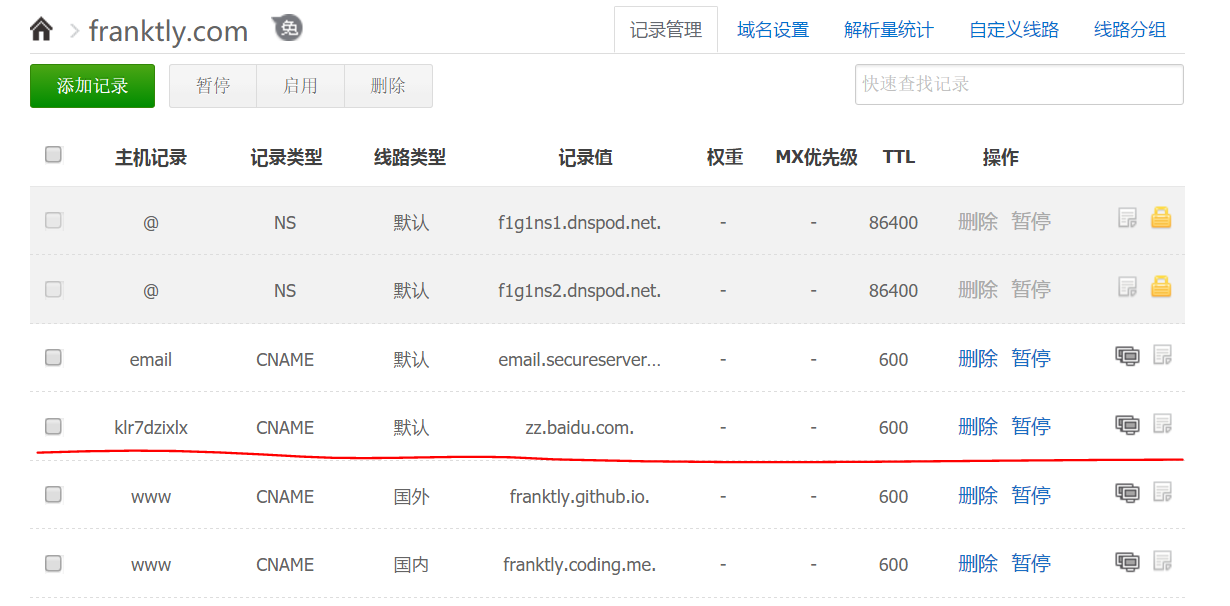 franktly.com 免 记录管理 域名设置 解析量统计 自定义线路 线路分组
添加记录 暂停 启用 删除 快速查找记录
主机记录 记录类型 线路类型 记录值 权重 MX优先级 TTL 操作
@ NS 默认 f1g1ns1.dnspod.net. - - 86400 删除 暂停
@ NS 默认 f1g1ns2.dnspod.net. - - 86400 删除 暂停
email CNAME 默认 email.secureserver... - - 600 删除 暂停
klr7dzixlx CNAME 默认 zz.baidu.com. - - 600 删除 暂停
www CNAME 国外 franktly.github.io. - - 600 删除 暂停
www CNAME 国内 franktly.coding.me. - - 600 删除 暂停